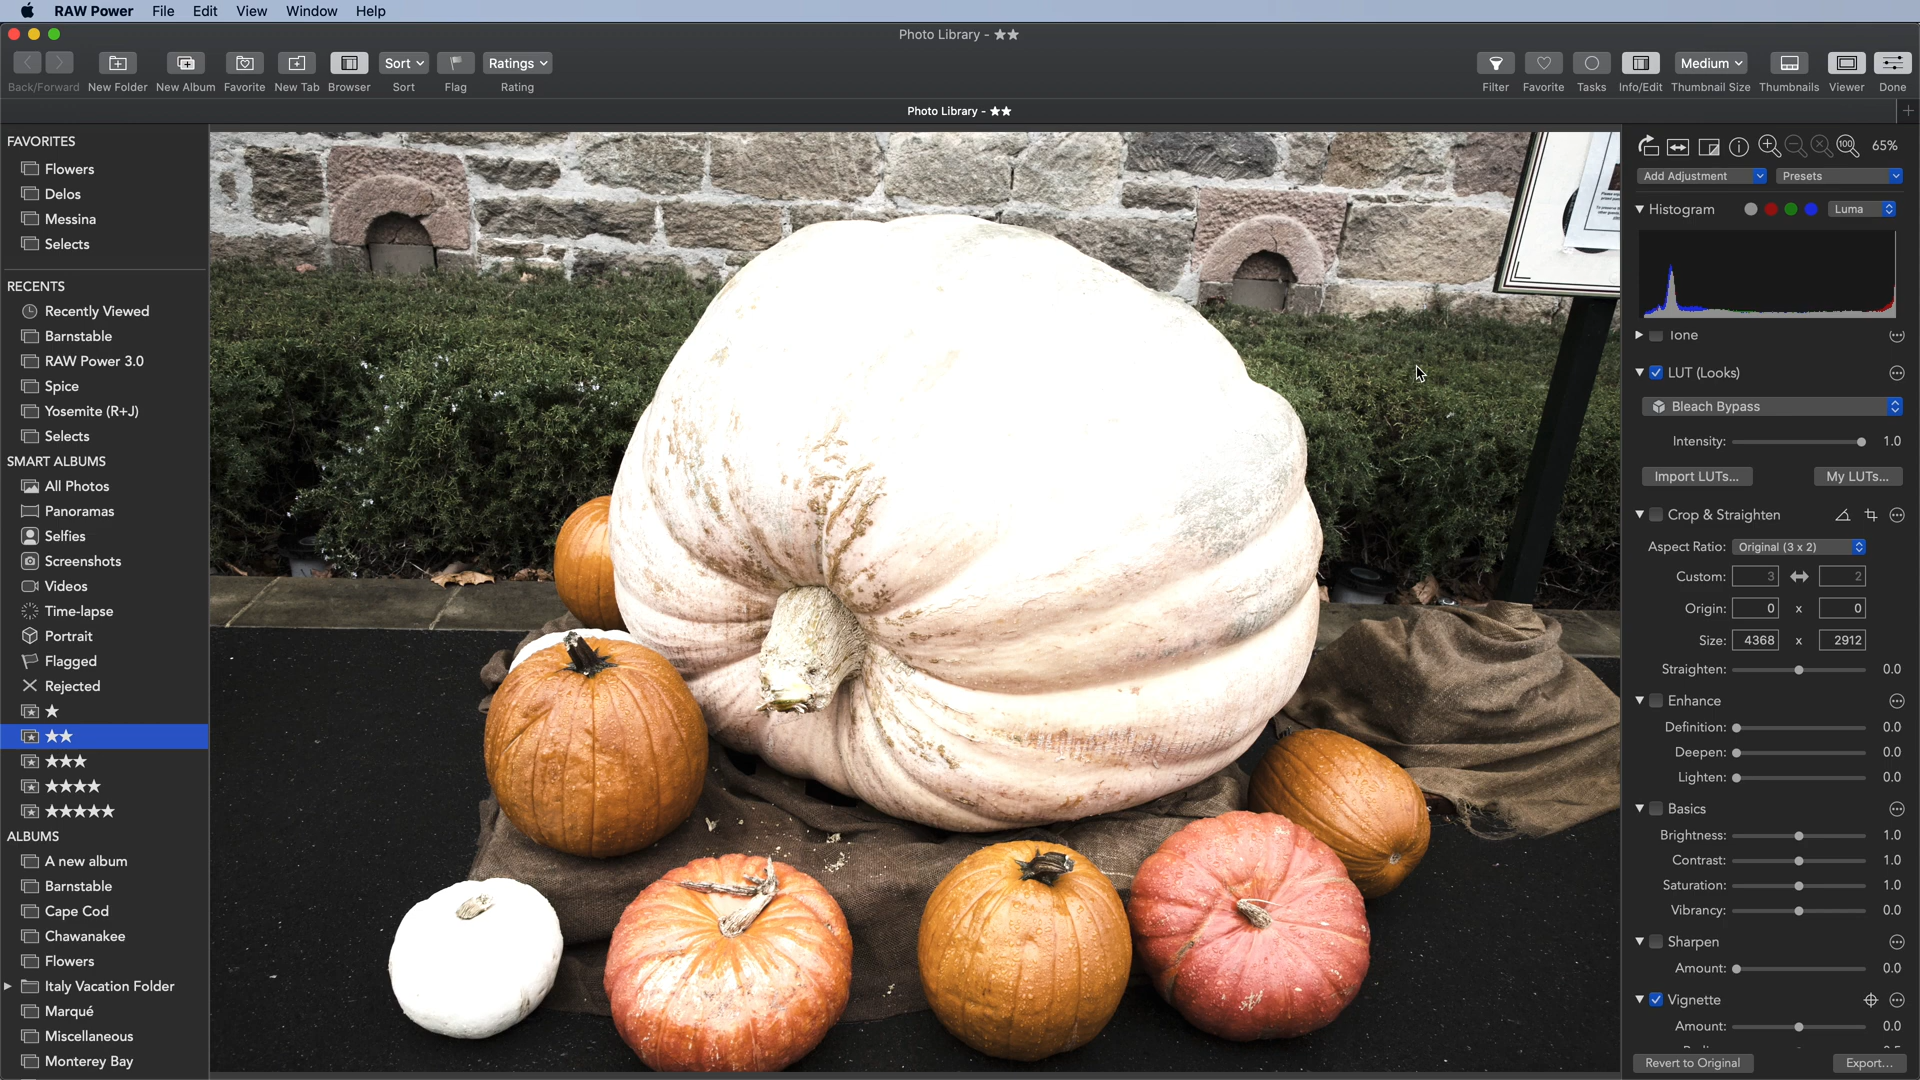 RAW Power File Edit View Window Help
Photo Library - ★★
Sort Ratings Medium
Back/Forward New Folder New Album Favorite New Tab Browser Sort Flag Rating Filter Favorite Tasks Info/Edit Thumbnail Size Thumbnails Viewer Done
Photo Library - ★★
FAVORITES
Flowers
Delos
Messina
Selects
RECENTS
Recently Viewed
Barnstable
RAW Power 3.0
Spice
Yosemite (R+J)
Selects
SMART ALBUMS
All Photos
Panoramas
Selfies
Screenshots
Videos
Time-lapse
Portrait
Flagged
Rejected
★
★★
★★★
★★★★
★★★★★
ALBUMS
A new album
Barnstable
Cape Cod
Chawanakee
Flowers
Italy Vacation Folder
Marqué
Miscellaneous
Monterey Bay
100 65%
Add Adjustment Presets
Histogram Luma
Tone
LUT (Looks)
Bleach Bypass
Intensity: 1.0
Import LUTs... My LUTs...
Crop & Straighten
Aspect Ratio: Original (3 x 2)
Custom: 3 2
Origin: 0 x 0
Size: 4368 x 2912
Straighten: 0.0
Enhance
Definition: 0.0
Deepen: 0.0
Lighten: 0.0
Basics
Brightness: 1.0
Contrast: 1.0
Saturation: 1.0
Vibrancy: 0.0
Sharpen
Amount: 0.0
Vignette
Amount: 0.0
Revert to Original Export...